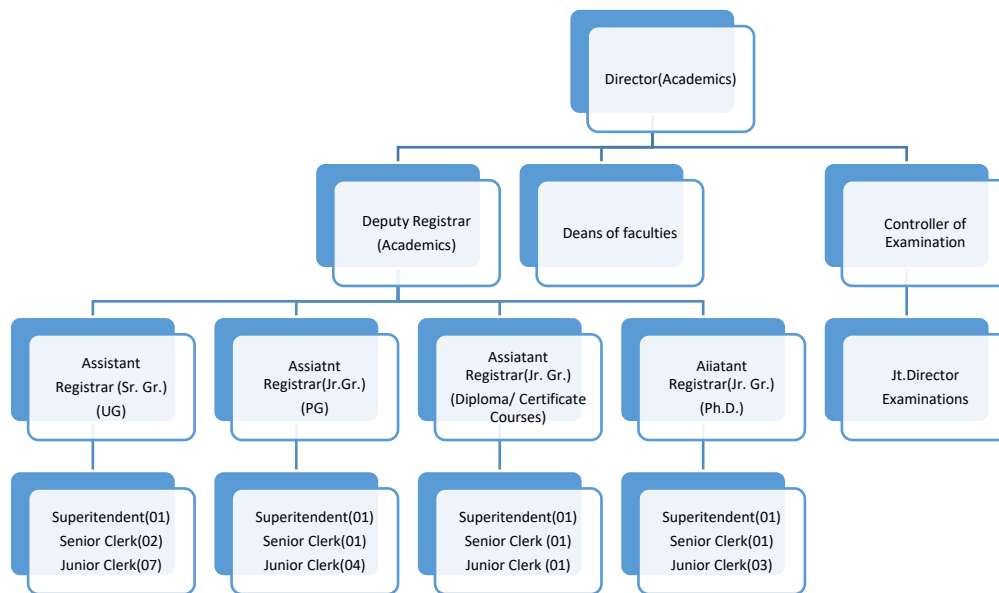 Director(Academics)
Deputy Registrar
(Academics)
Deans of faculties
Controller of
Examination
Assistant
Registrar (Sr. Gr.)
(UG)
Assiatnt
Registrar(Jr.Gr.)
(PG)
Assiatant
Registrar(Jr. Gr.)
(Diploma/ Certificate
Courses)
Aiiatant
Registrar(Jr. Gr.)
(Ph.D.)
Jt.Director
Examinations
Superitendent(01)
Senior Clerk(02)
Junior Clerk(07)
Superitendent(01)
Senior Clerk(01)
Junior Clerk(04)
Superitendent(01)
Senior Clerk (01)
Junior Clerk (01)
Superitendent(01)
Senior Clerk(01)
Junior Clerk(03)